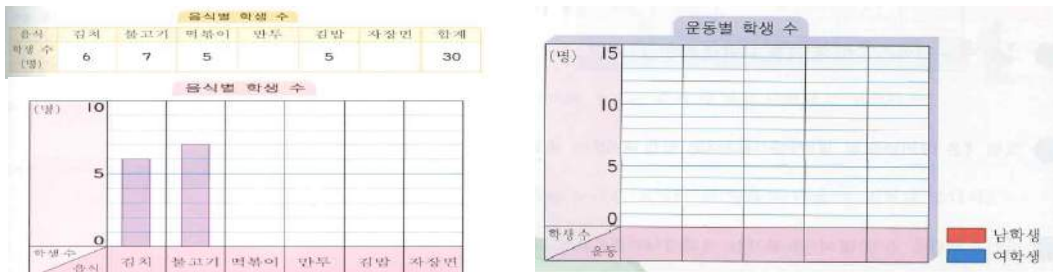 음식별 학생 수
음식 김치 불고기 떡볶이 만두 김밥 자장면 합계
학생 수 (명) 6 7 5 5 30
음식별 학생 수
(명) 10
5
0
학생 수
음식 김치 불고기 떡볶이 만두 김밥 자장면
운동별 학생 수
(명) 15
10
5
0
학생 수
운동
남학생
여학생